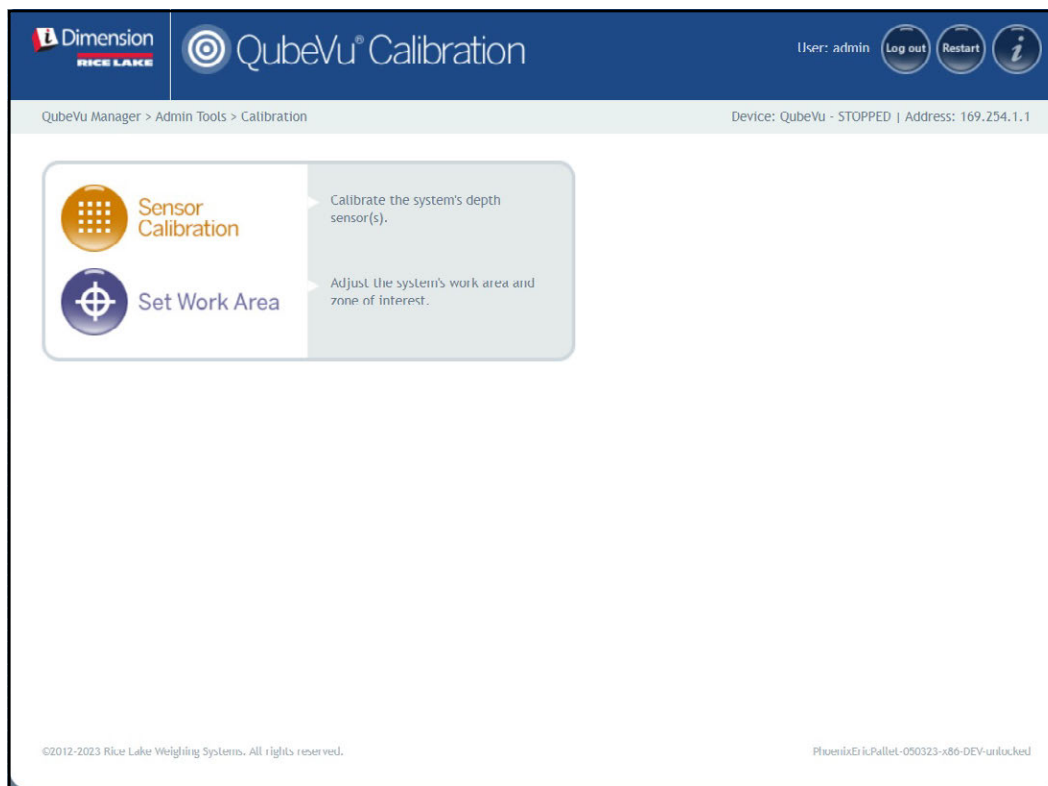 iDimension
RICE LAKE
QubeVu® Calibration
User: admin
Log out
Restart
i
QubeVu Manager > Admin Tools > Calibration
Device: QubeVu - STOPPED | Address: 169.254.1.1
Sensor
Calibration
Calibrate the system's depth
sensor(s).
Set Work Area
Adjust the system's work area and
zone of interest.
©2012-2023 Rice Lake Weighing Systems. All rights reserved.
PhoenixEricPallet-050323-x86-DEV-unlocked